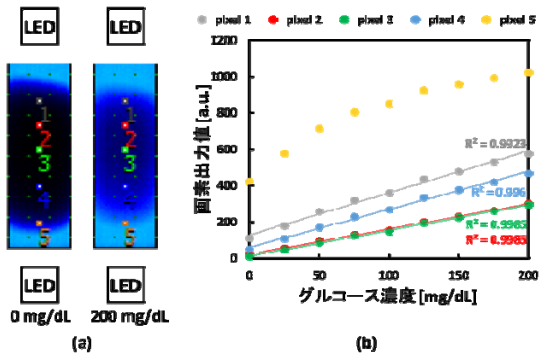 LED LED
1 1
2 2
3 3
4 4
5 5
LED LED
0 mg/dL 200 mg/dL
(a)
pixel 1 pixel 2 pixel 3 pixel 4 pixel 5
画素出力値 [a.u.]
1200
1000
800
600
400
200
0
R² = 0.9923
R² = 0.996
R² = 0.9983
R² = 0.9985
0 50 100 150 200
グルコース濃度 [mg/dL]
(b)